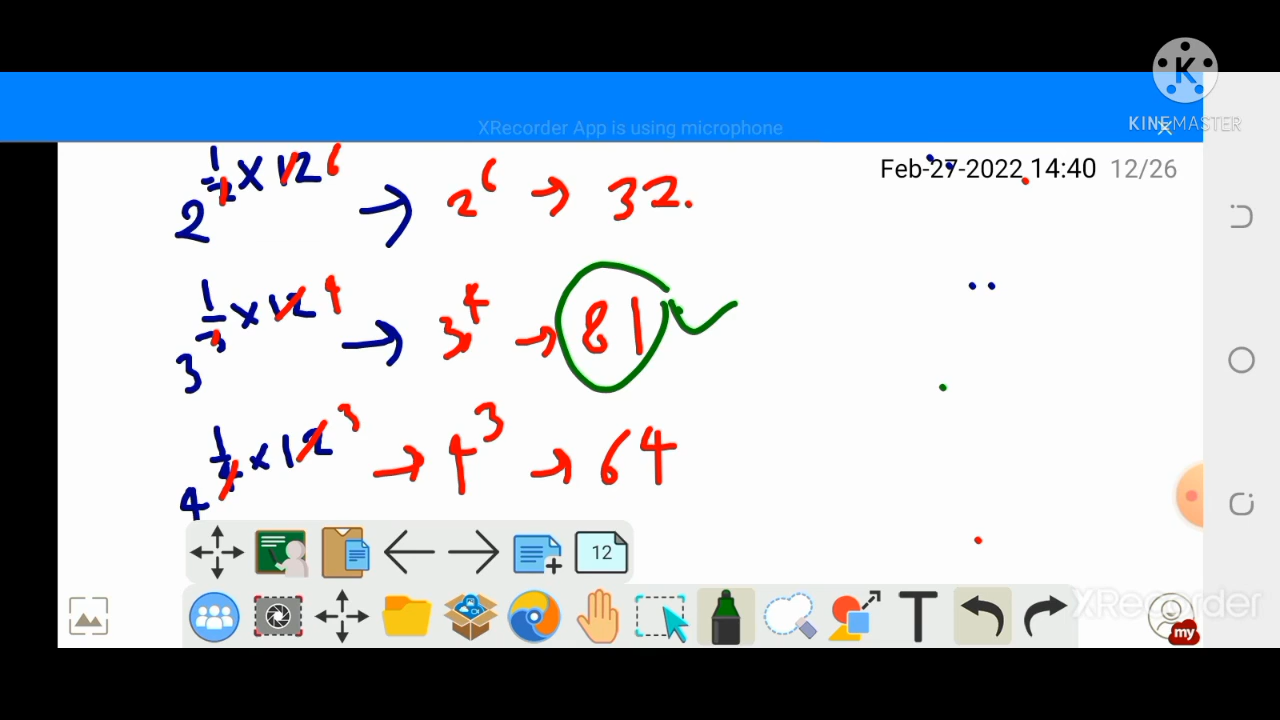 K
KINEMASTER
XRecorder App is using microphone
Feb-27-2022 14:40 12/26
2^(1/2 × 12) 6 → 2^6 → 32.
3^(1/3 × 12) 4 → 3^4 → 81
4^(1/4 × 12) 3 → 4^3 → 64
12
T
XRecorder
my